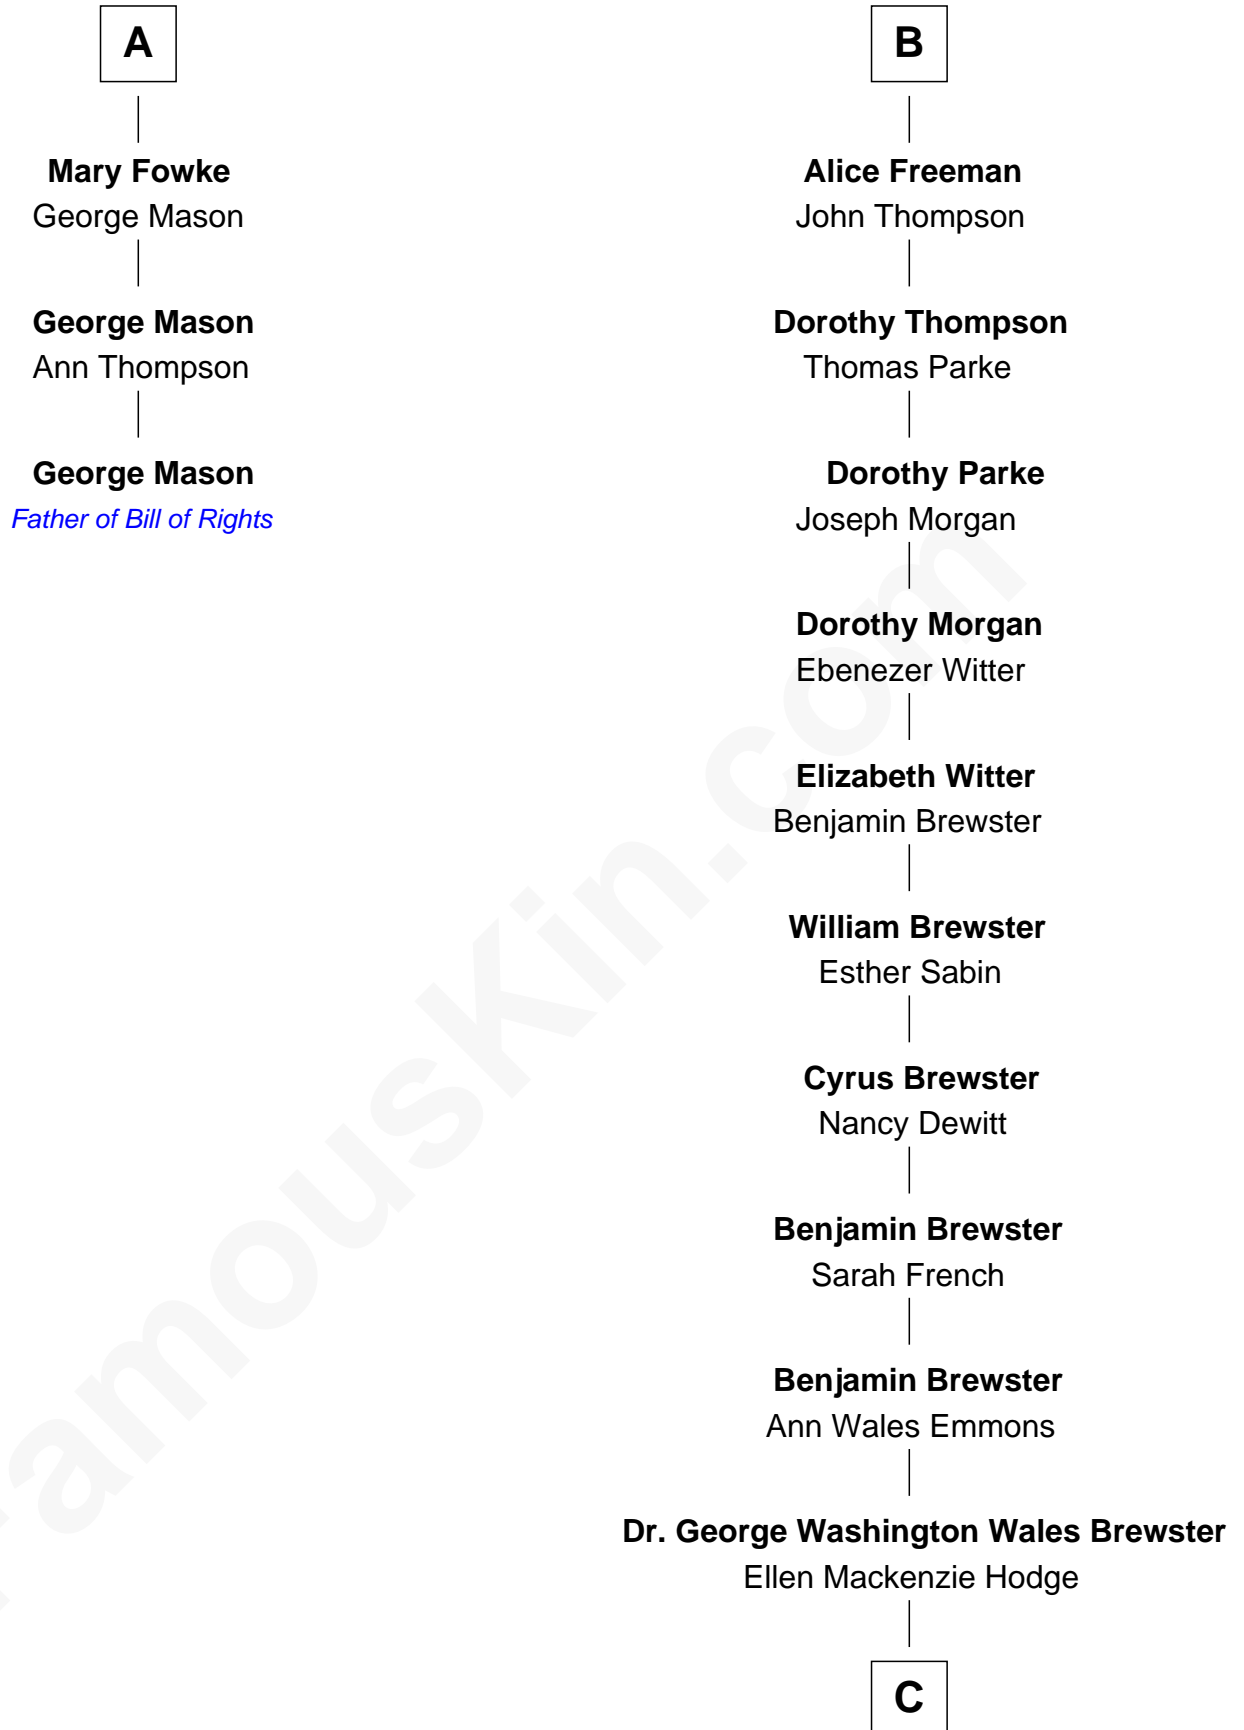 A
Mary Fowke
George Mason
George Mason
Ann Thompson
George Mason
Father of Bill of Rights
B
Alice Freeman
John Thompson
Dorothy Thompson
Thomas Parke
Dorothy Parke
Joseph Morgan
Dorothy Morgan
Ebenezer Witter
Elizabeth Witter
Benjamin Brewster
William Brewster
Esther Sabin
Cyrus Brewster
Nancy Dewitt
Benjamin Brewster
Sarah French
Benjamin Brewster
Ann Wales Emmons
Dr. George Washington Wales Brewster
Ellen Mackenzie Hodge
C
FamousKin.com